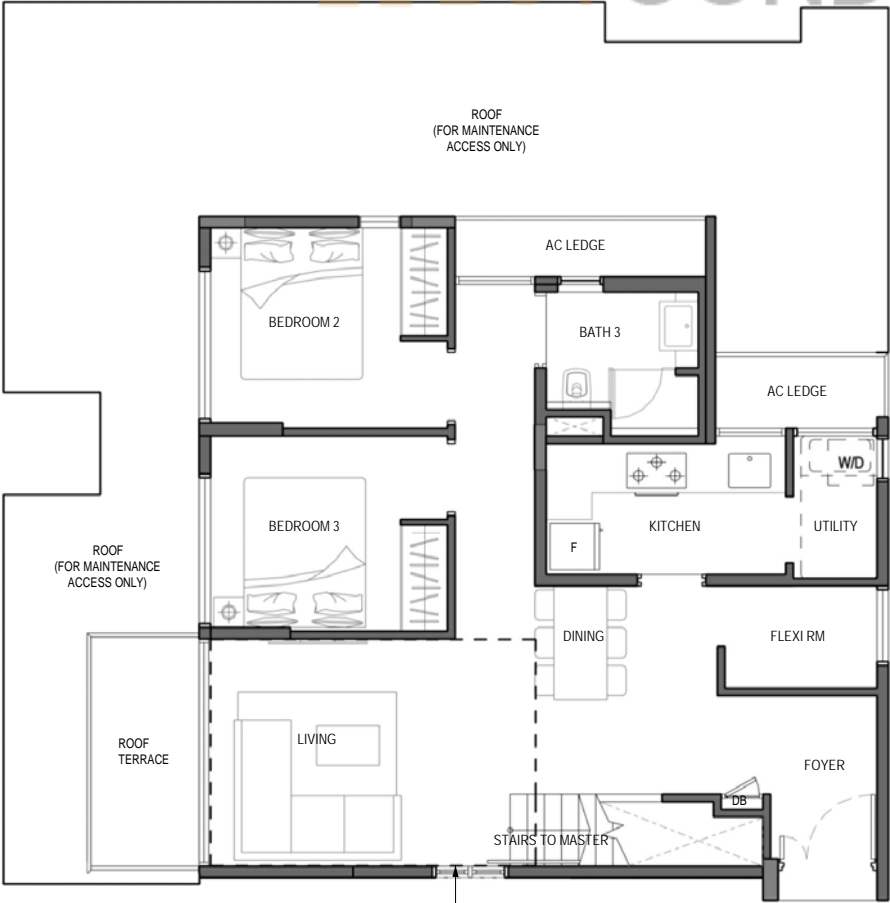 ROOF
(FOR MAINTENANCE
ACCESS ONLY)
AC LEDGE
BEDROOM 2
BATH 3
AC LEDGE
W/D
BEDROOM 3
KITCHEN
UTILITY
F
ROOF
(FOR MAINTENANCE
ACCESS ONLY)
DINING
FLEXI RM
LIVING
ROOF
TERRACE
FOYER
DB
STAIRS TO MASTER